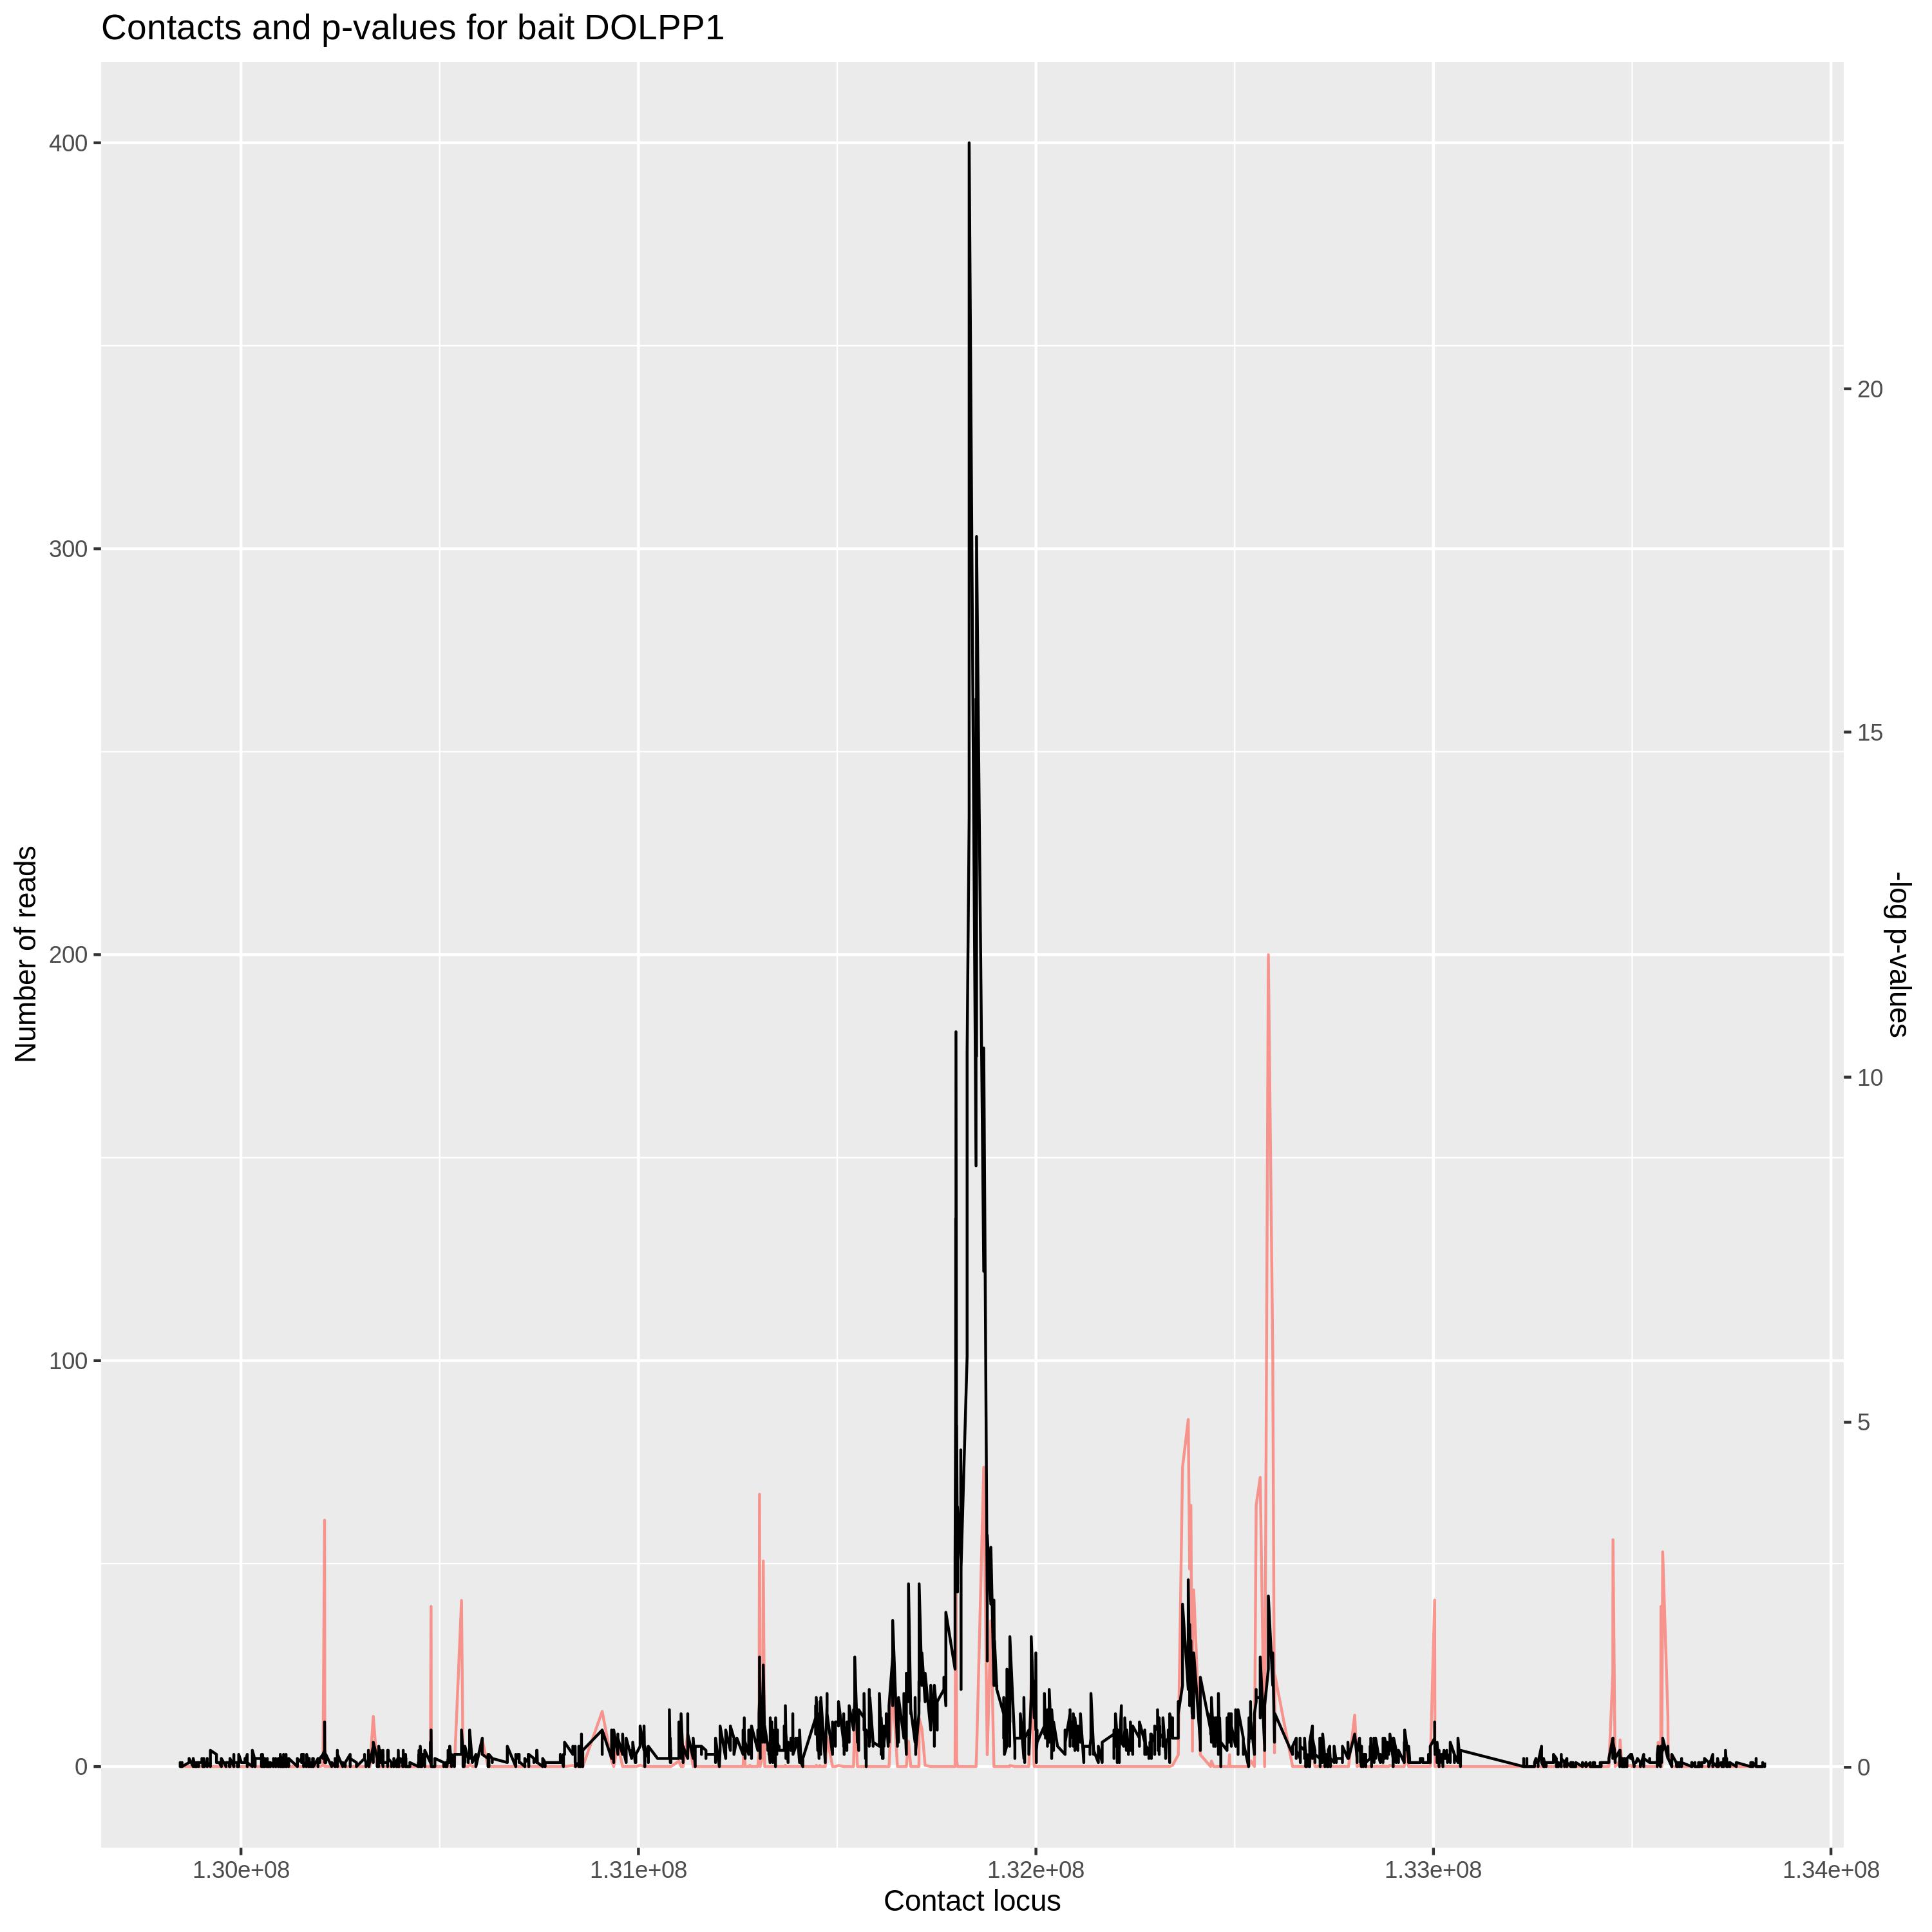 Contacts and p-values for bait DOLPP1
400
300
200
100
0
Number of reads
20
15
10
5
0
-log p-values
1.30e+08
1.31e+08
1.32e+08
1.33e+08
1.34e+08
Contact locus